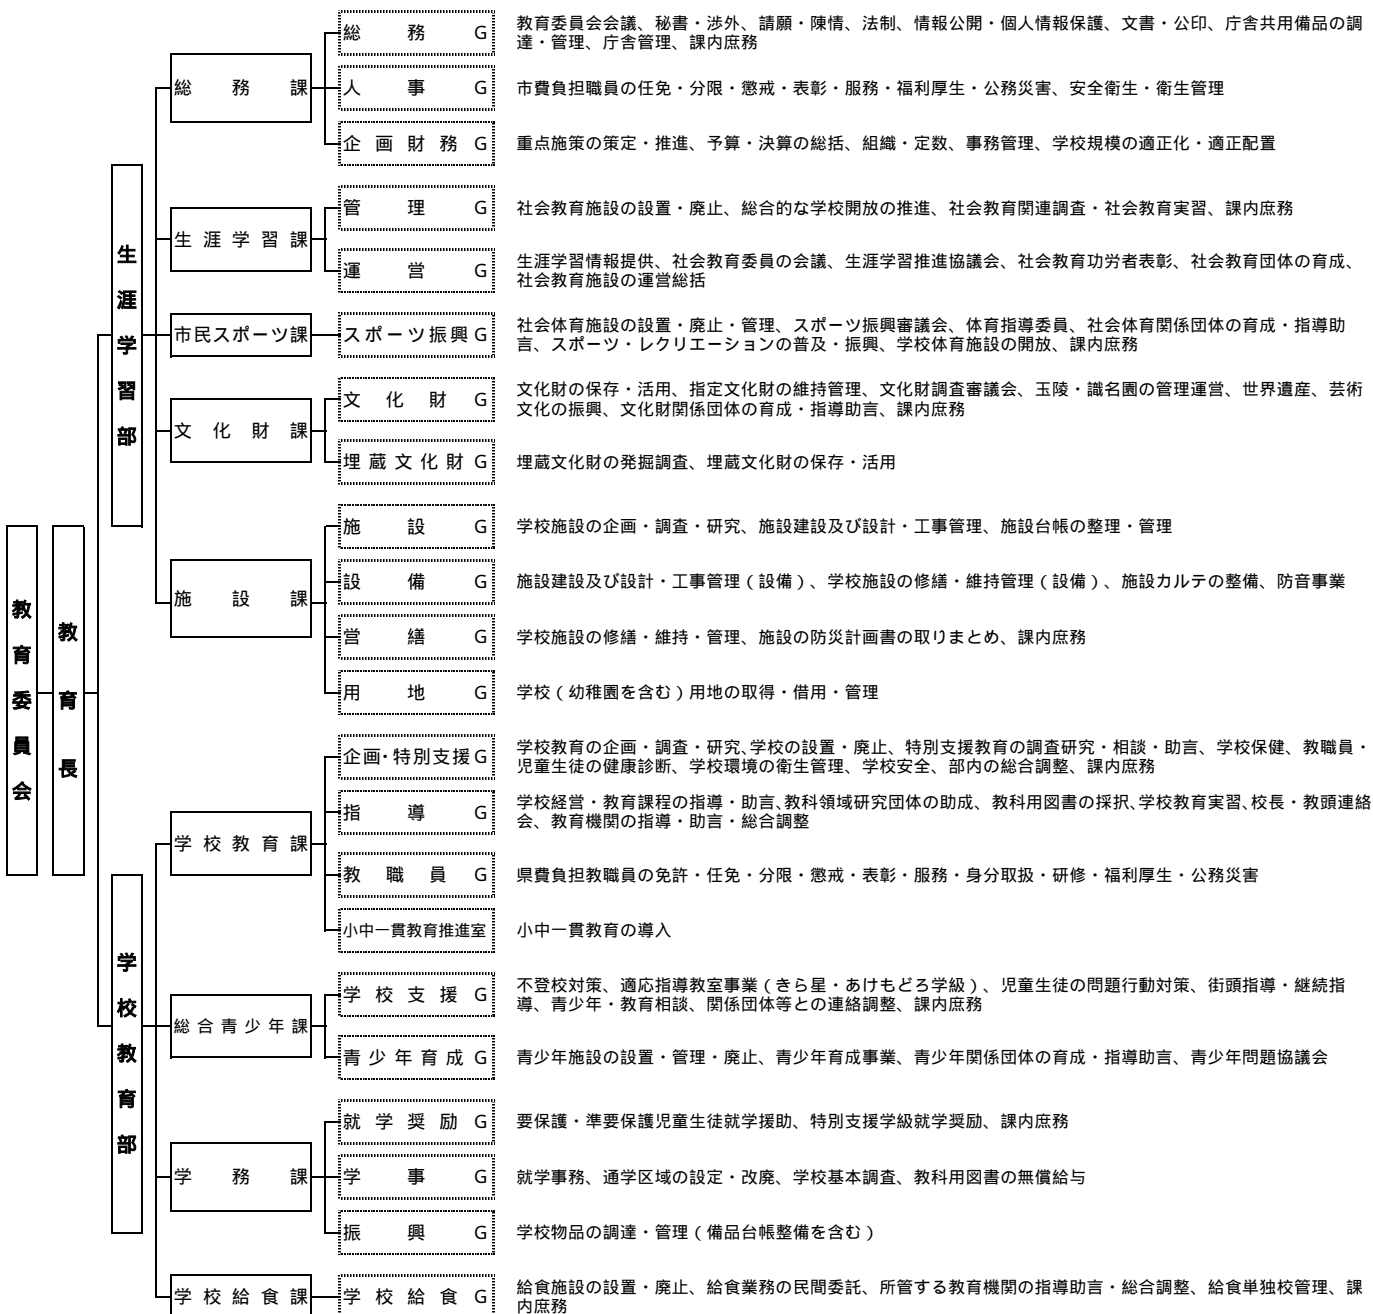 教育委員会
教育長
生涯学習部
総務課
総務G
教育委員会会議、秘書・渉外、請願・陳情、法制、情報公開・個人情報保護、文書・公印、庁舎共用備品の調
達・管理、庁舎管理、課内庶務
人事G
市費負担職員の任免・分限・懲戒・表彰・服務・福利厚生・公務災害、安全衛生・衛生管理
企画財務G
重点施策の策定・推進、予算・決算の総括、組織・定数、事務管理、学校規模の適正化・適正配置
生涯学習課
管理G
社会教育施設の設置・廃止、総合的な学校開放の推進、社会教育関連調査・社会教育実習、課内庶務
運営G
生涯学習情報提供、社会教育委員の会議、生涯学習推進協議会、社会教育功労者表彰、社会教育団体の育成、
社会教育施設の運営総括
市民スポーツ課
スポーツ振興G
社会体育施設の設置・廃止・管理、スポーツ振興審議会、体育指導委員、社会体育関係団体の育成・指導助
言、スポーツ・レクリエーションの普及・振興、学校体育施設の開放、課内庶務
文化財課
文化財G
文化財の保存・活用、指定文化財の維持管理、文化財調査審議会、玉陵・識名園の管理運営、世界遺産、芸術
文化の振興、文化財関係団体の育成・指導助言、課内庶務
埋蔵文化財G
埋蔵文化財の発掘調査、埋蔵文化財の保存・活用
施設課
施設G
学校施設の企画・調査・研究、施設建設及び設計・工事管理、施設台帳の整理・管理
設備G
施設建設及び設計・工事管理（設備）、学校施設の修繕・維持管理（設備）、施設カルテの整備、防音事業
営繕G
学校施設の修繕・維持・管理、施設の防災計画書の取りまとめ、課内庶務
用地G
学校（幼稚園を含む）用地の取得・借用・管理
学校教育部
学校教育課
企画・特別支援G
学校教育の企画・調査・研究、学校の設置・廃止、特別支援教育の調査研究・相談・助言、学校保健、教職員・
児童生徒の健康診断、学校環境の衛生管理、学校安全、部内の総合調整、課内庶務
指導G
学校経営・教育課程の指導・助言、教科領域研究団体の助成、教科用図書の採択、学校教育実習、校長・教頭連絡
会、教育機関の指導・助言・総合調整
教職員G
県費負担教職員の免許・任免・分限・懲戒・表彰・服務・身分取扱・研修・福利厚生・公務災害
小中一貫教育推進室
小中一貫教育の導入
総合青少年課
学校支援G
不登校対策、適応指導教室事業（きら星・あけもどろ学級）、児童生徒の問題行動対策、街頭指導・継続指
導、青少年・教育相談、関係団体等との連絡調整、課内庶務
青少年育成G
青少年施設の設置・管理・廃止、青少年育成事業、青少年関係団体の育成・指導助言、青少年問題協議会
学務課
就学奨励G
要保護・準要保護児童生徒就学援助、特別支援学級就学奨励、課内庶務
学事G
就学事務、通学区域の設定・改廃、学校基本調査、教科用図書の無償給与
振興G
学校物品の調達・管理（備品台帳整備を含む）
学校給食課
学校給食G
給食施設の設置・廃止、給食業務の民間委託、所管する教育機関の指導助言・総合調整、給食単独校管理、課
内庶務